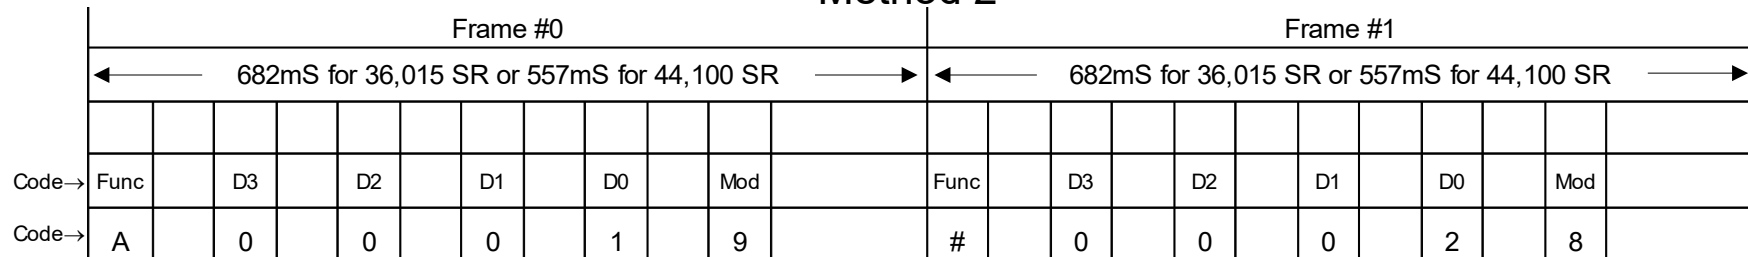 Method 2
Frame #0 Frame #1
682mS for 36,015 SR or 557mS for 44,100 SR 682mS for 36,015 SR or 557mS for 44,100 SR
Code→ Func D3 D2 D1 D0 Mod Func D3 D2 D1 D0 Mod
Code→ A 0 0 0 1 9 # 0 0 0 2 8